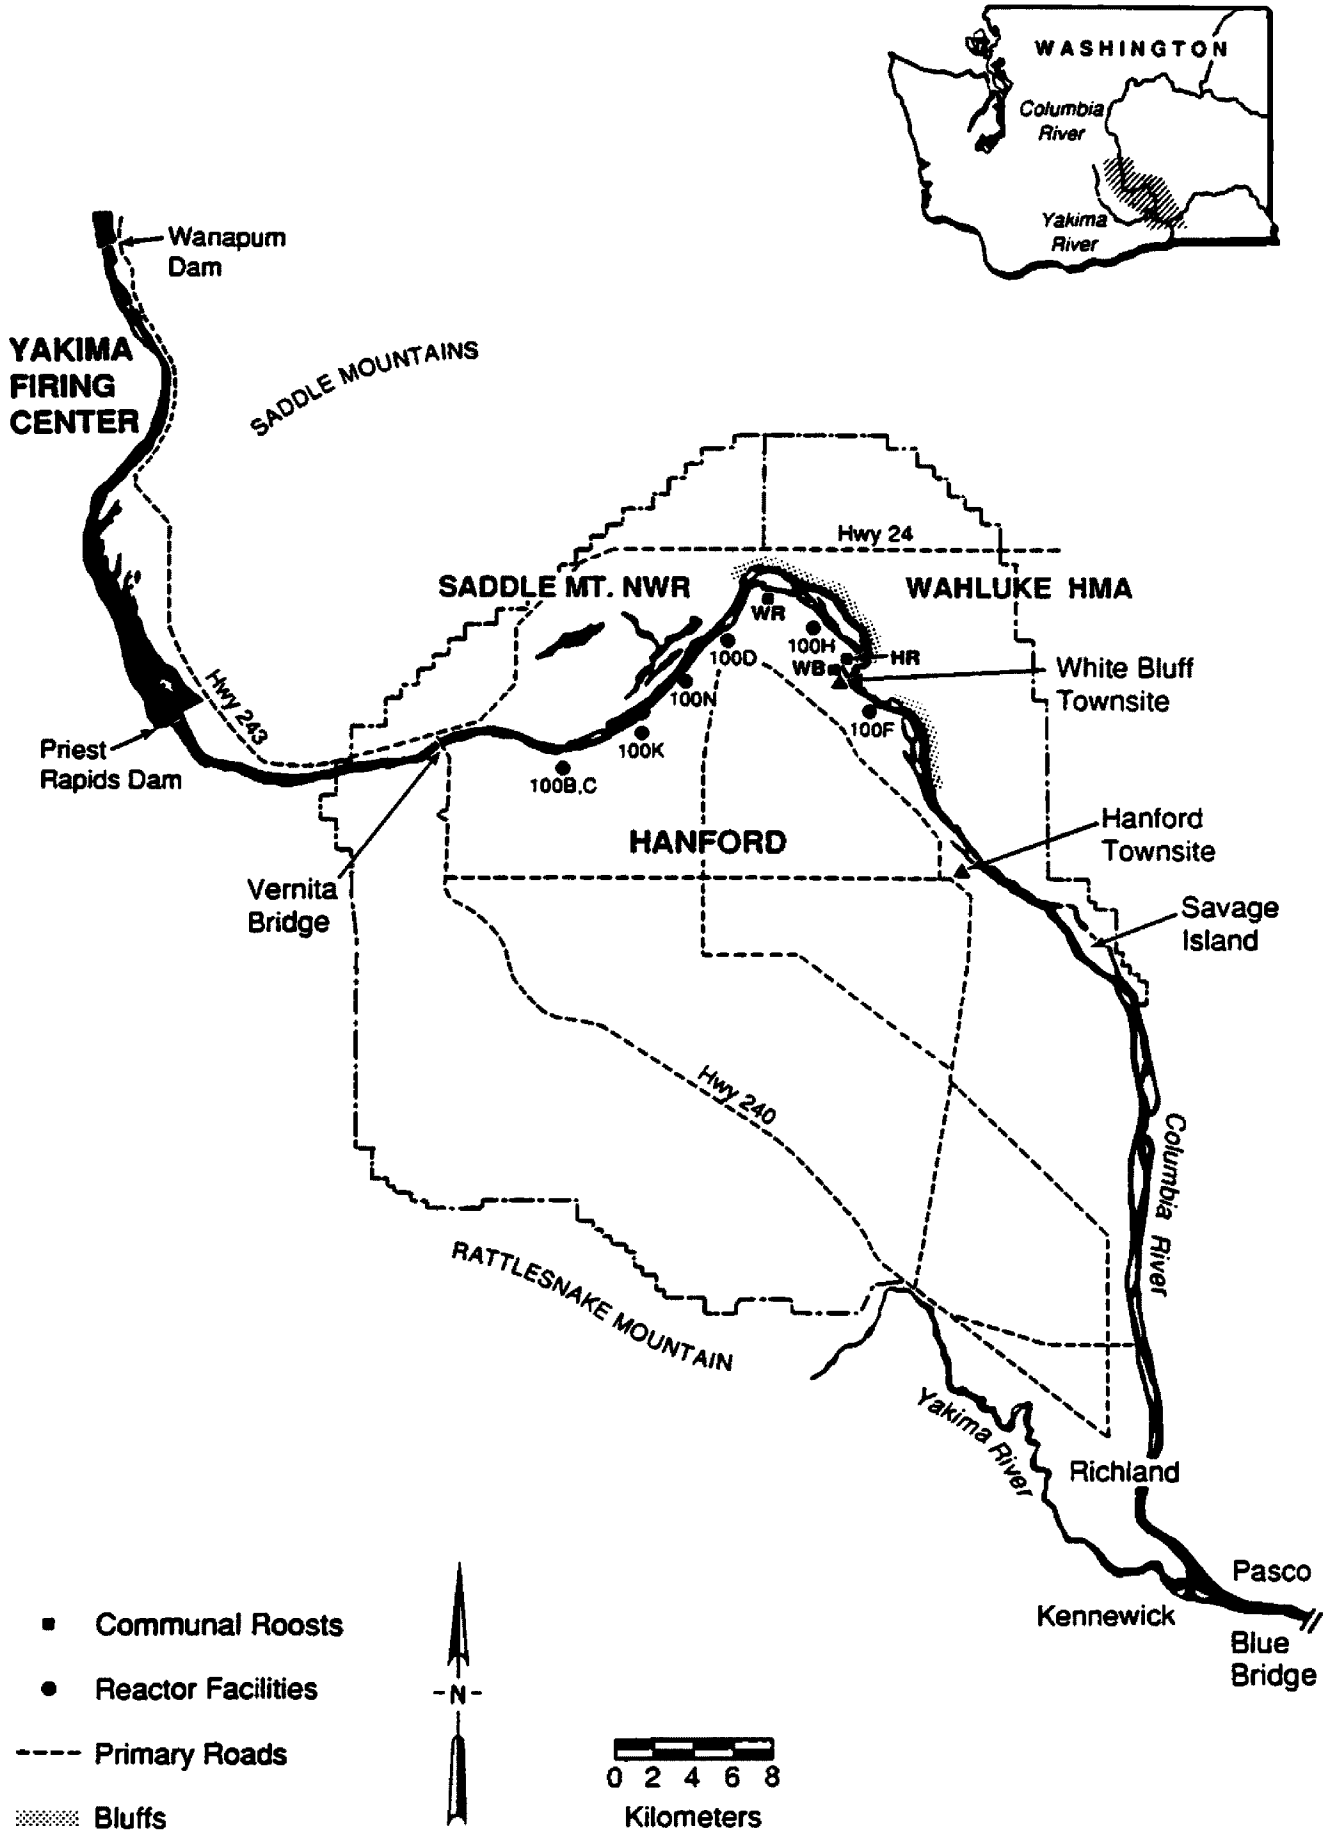 WASHINGTON
Columbia
River
Yakima
River
Wanapum
Dam
YAKIMA
FIRING
CENTER
SADDLE MOUNTAINS
Hwy 24
SADDLE MT. NWR
WAHLUKE HMA
WR
100H
100D
WB
HR
White Bluff
Townsite
100N
100F
Hwy 243
100K
Priest
Rapids Dam
100B,C
HANFORD
Hanford
Townsite
Vernita
Bridge
Savage
Island
Hwy 240
Columbia River
RATTLESNAKE MOUNTAIN
Yakima River
Richland
Pasco
Kennewick
Blue
Bridge
Communal Roosts
Reactor Facilities
Primary Roads
Bluffs
-N-
0 2 4 6 8
Kilometers